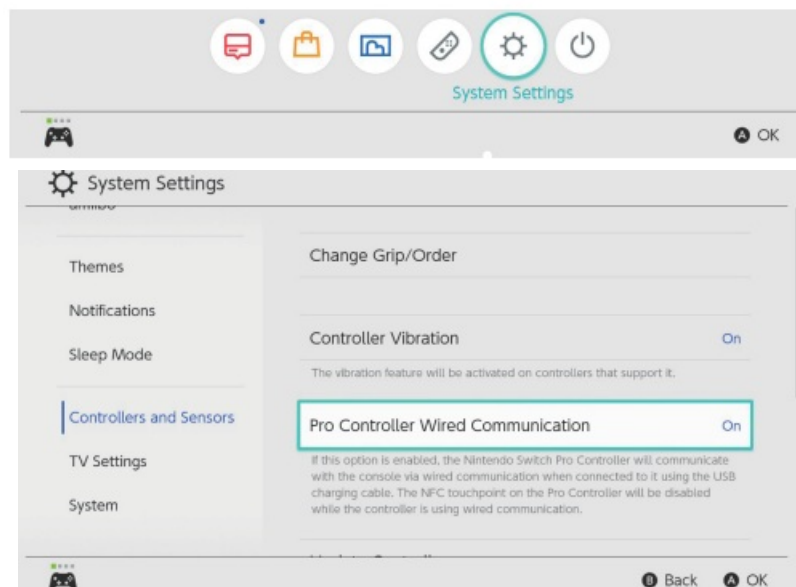 System Settings
A OK
System Settings
amiibo
Themes
Notifications
Sleep Mode
Controllers and Sensors
TV Settings
System
Change Grip/Order
Controller Vibration On
The vibration feature will be activated on controllers that support it.
Pro Controller Wired Communication On
If this option is enabled, the Nintendo Switch Pro Controller will communicate
with the console via wired communication when connected to it using the USB
charging cable. The NFC touchpoint on the Pro Controller will be disabled
while the controller is using wired communication.
B Back A OK